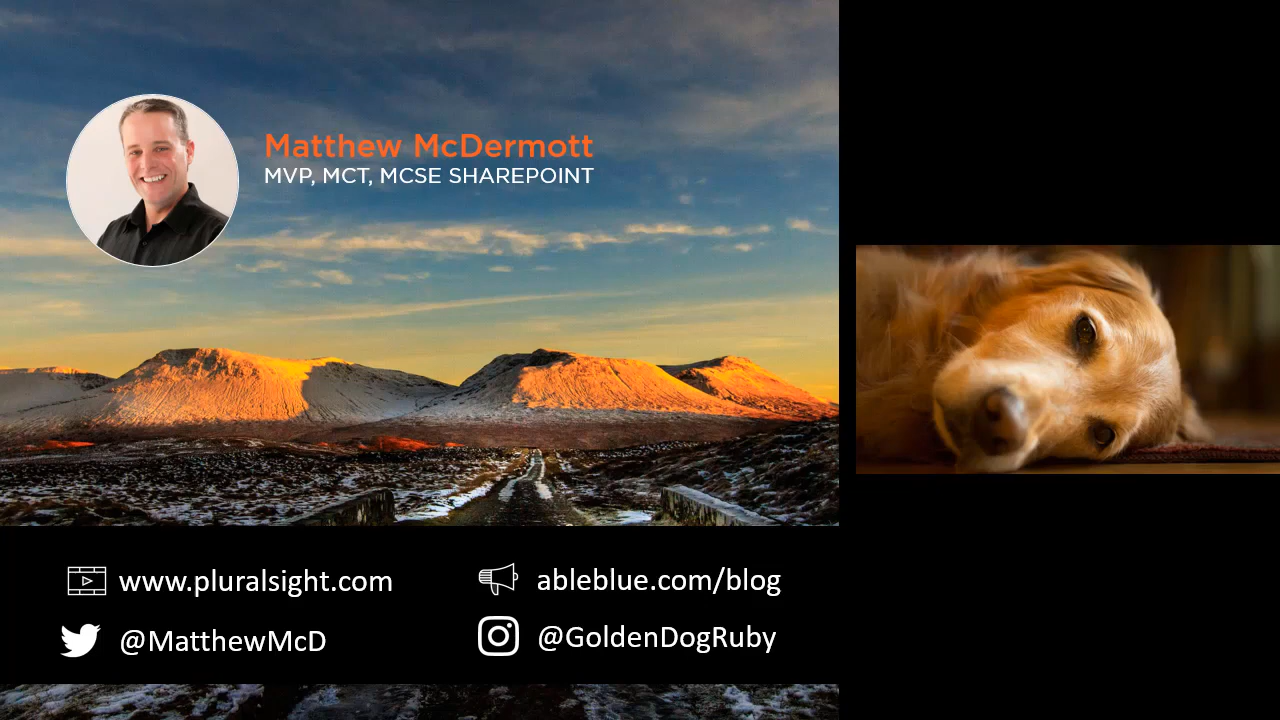 Matthew McDermott
MVP, MCT, MCSE SHAREPOINT
www.pluralsight.com
ableblue.com/blog
@MatthewMcD
@GoldenDogRuby